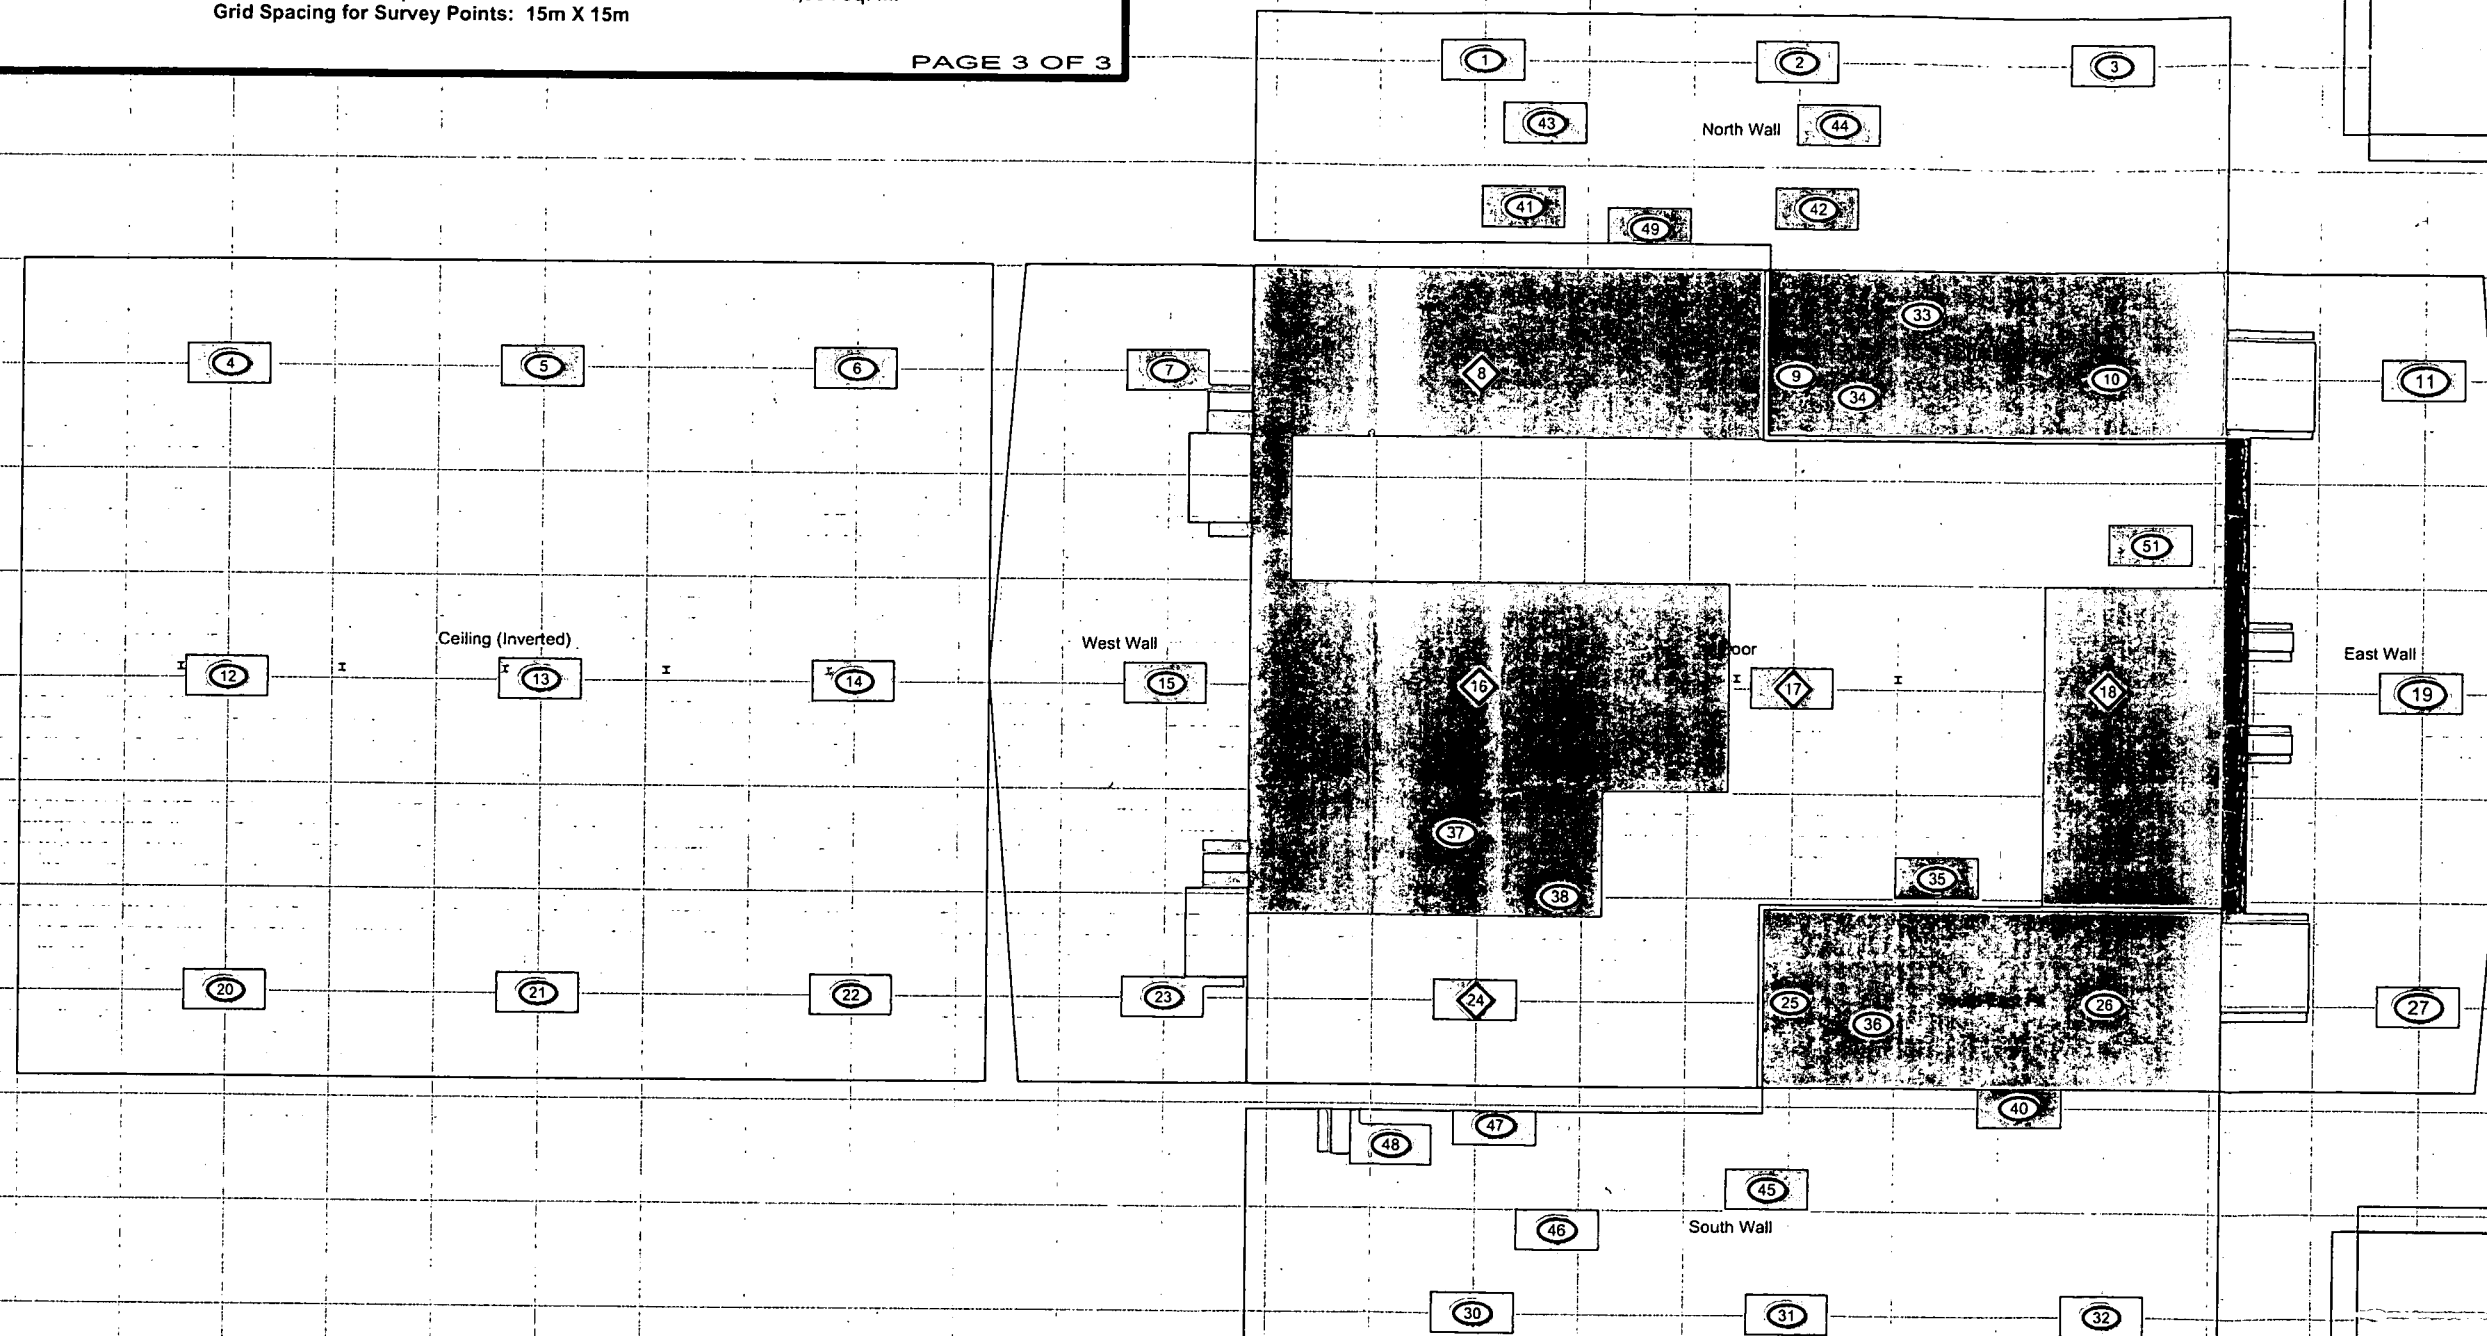 Grid Spacing for Survey Points: 15m X 15m
PAGE 3 OF 3
1 2 3
43 North Wall 44
41 49 42
33
4 5 6 7 8 9 34 10 11
51
Ceiling (Inverted) West Wall East Wall
12 13 14 15 16 17 18 19
37
38 35
20 21 22 23 24 25 36 26 27
40
48 47
45
46 South Wall
30 31 32